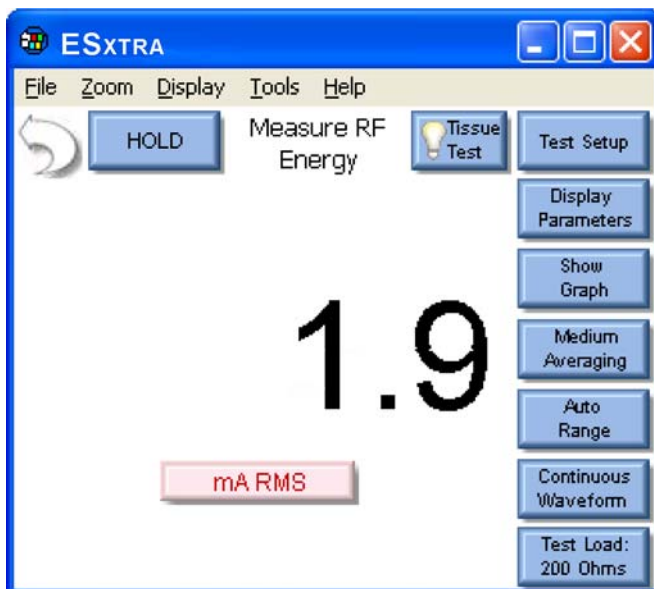 ESXTRA
File Zoom Display Tools Help
HOLD
Measure RF
Energy
Tissue
Test
Test Setup
Display
Parameters
Show
Graph
Medium
Averaging
Auto
Range
Continuous
Waveform
Test Load:
200 Ohms
1.9
mA RMS